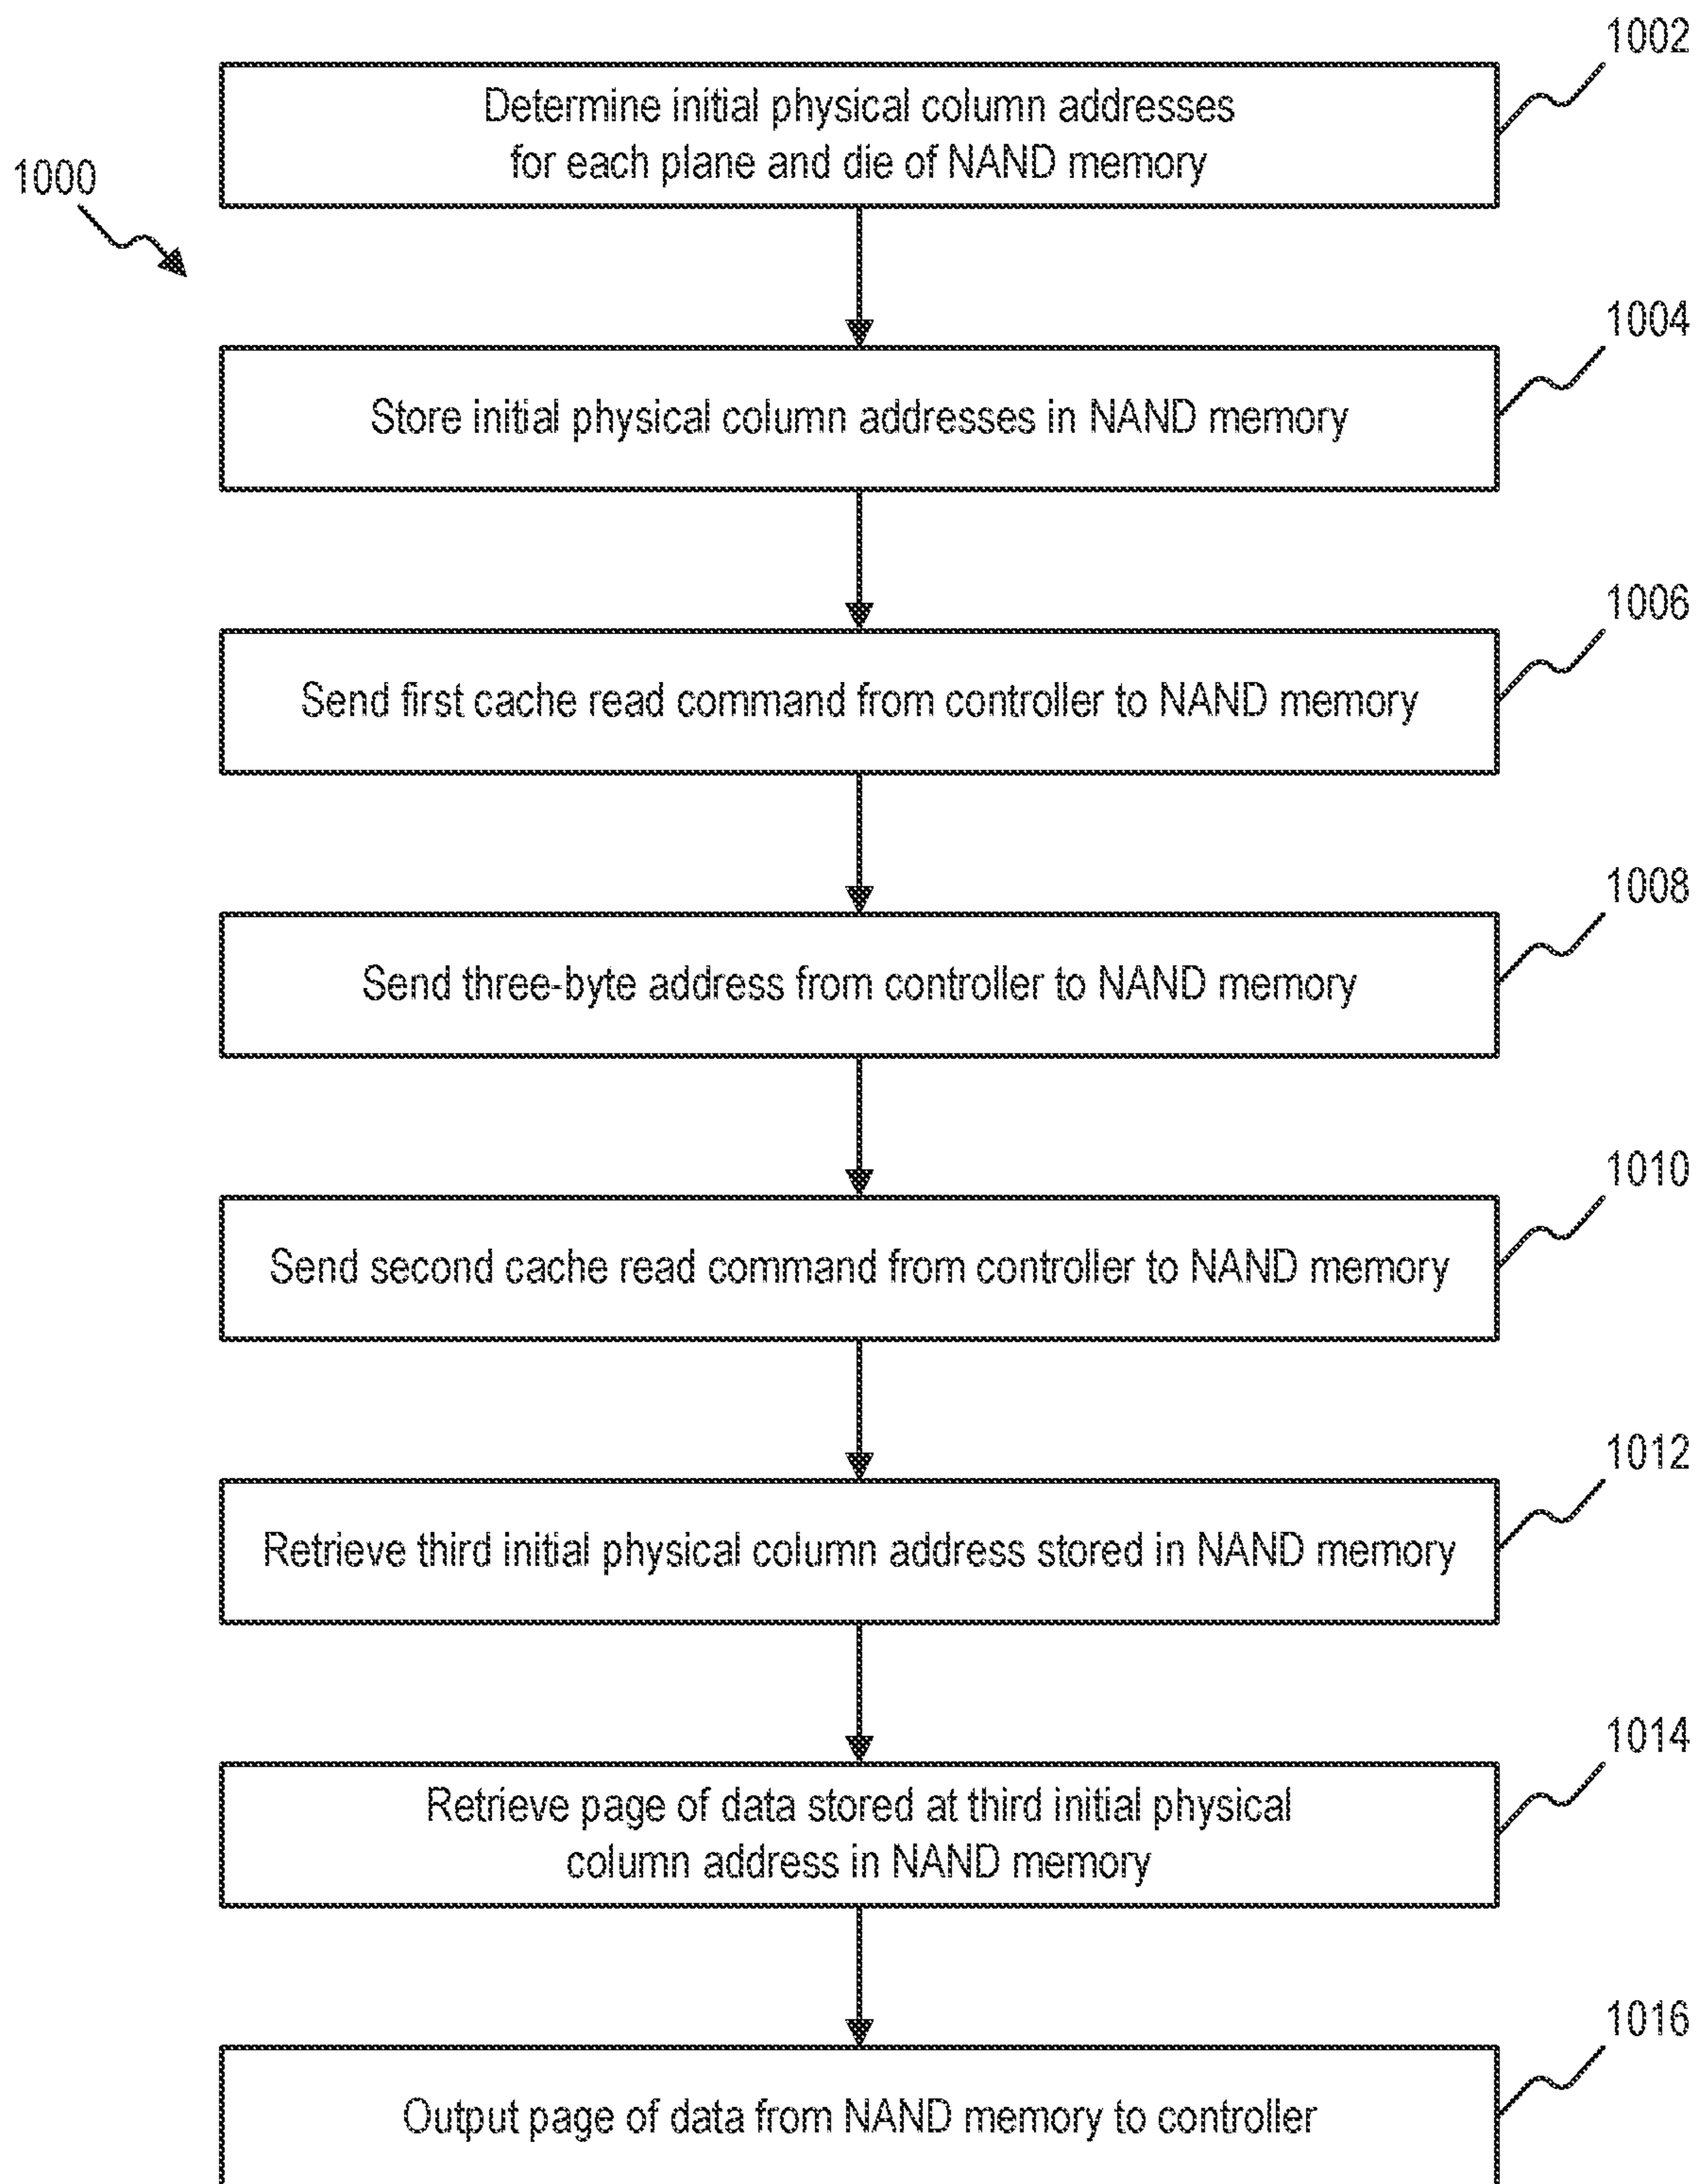 1002
Determine initial physical column addresses
for each plane and die of NAND memory
1000
1004
Store initial physical column addresses in NAND memory
1006
Send first cache read command from controller to NAND memory
1008
Send three-byte address from controller to NAND memory
1010
Send second cache read command from controller to NAND memory
1012
Retrieve third initial physical column address stored in NAND memory
1014
Retrieve page of data stored at third initial physical
column address in NAND memory
1016
Output page of data from NAND memory to controller